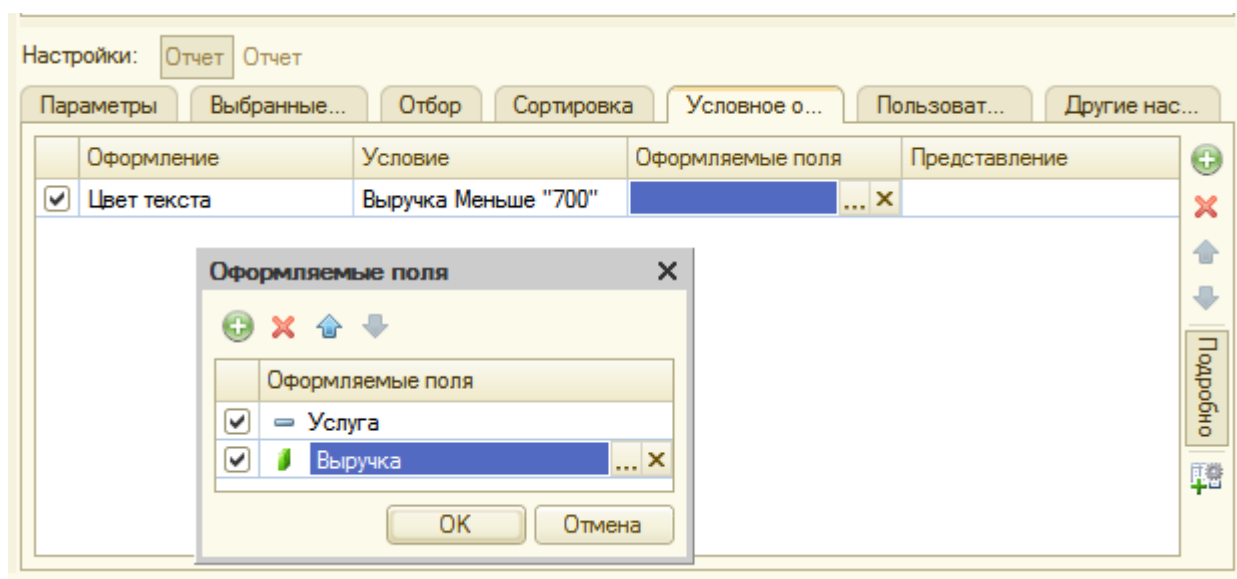 Настройки: Отчет Отчет
Параметры Выбранные... Отбор Сортировка Условное о... Пользоват... Другие нас...
Оформление Условие Оформляемые поля Представление
Цвет текста Выручка Меньше "700" ...
Оформляемые поля
Оформляемые поля
Услуга
Выручка ...
OK Отмена
Подробно